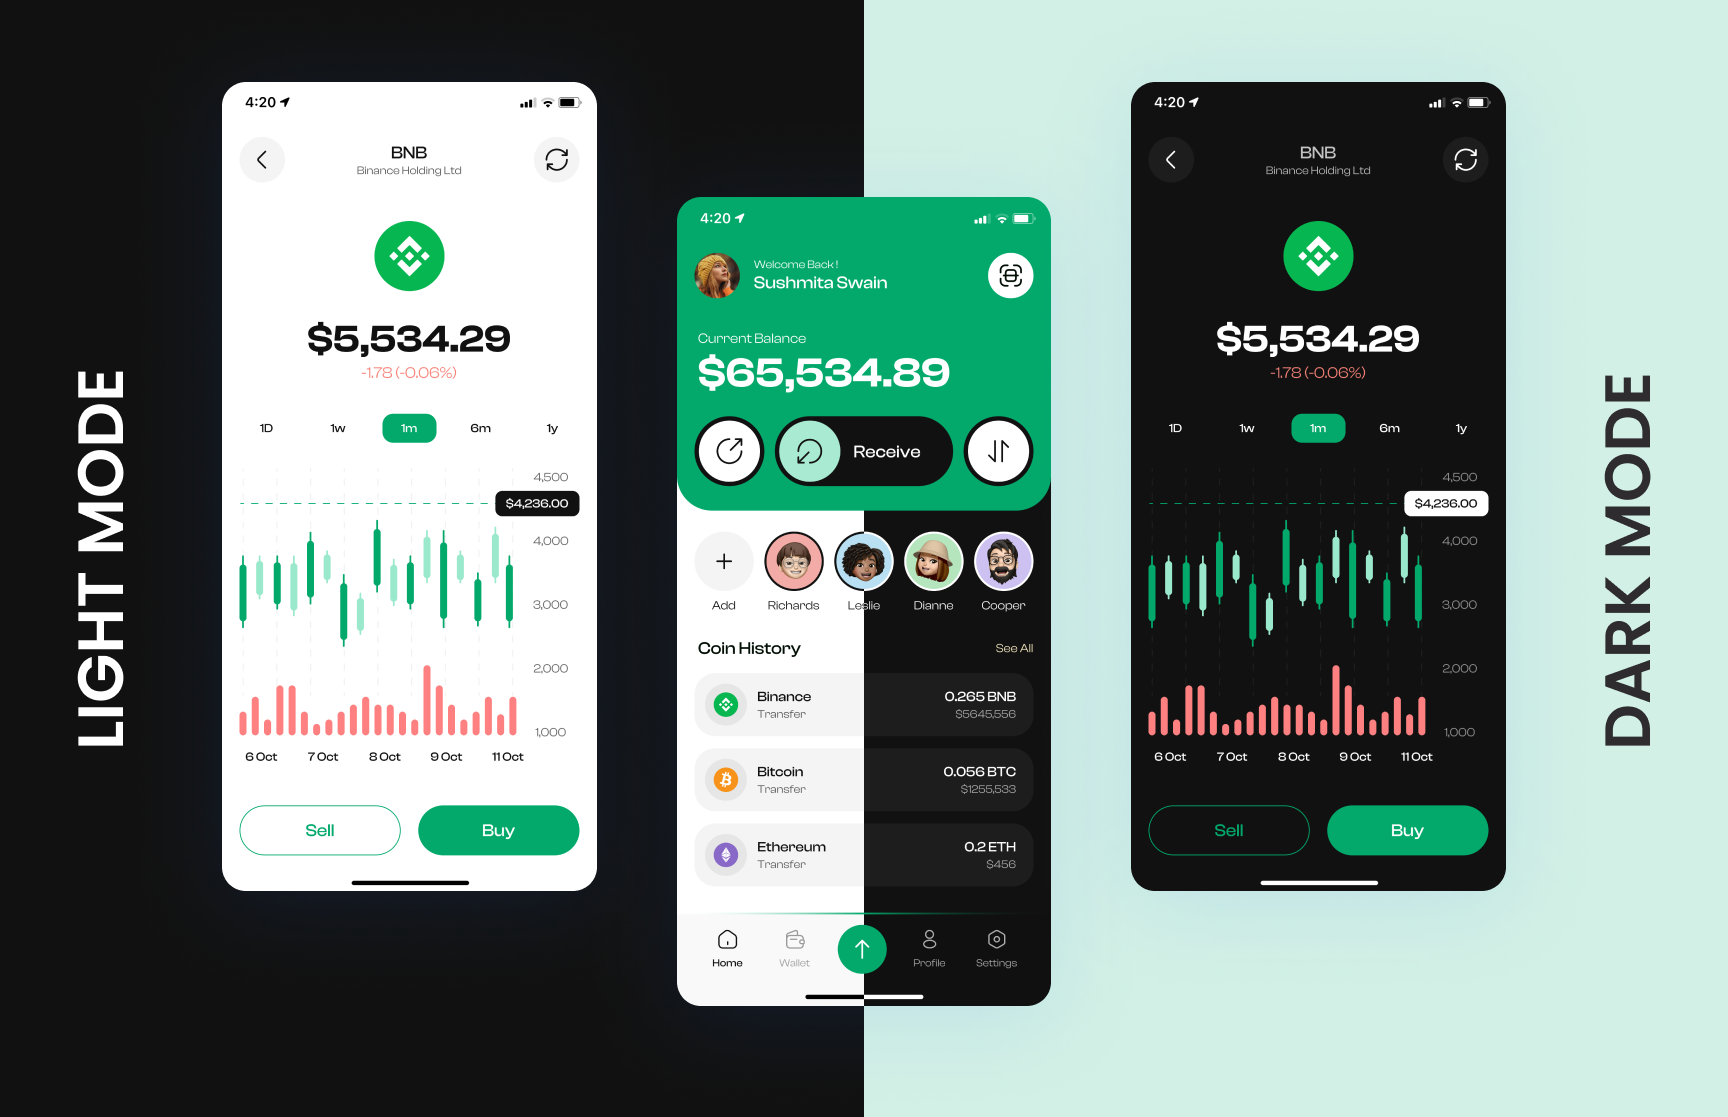 LIGHT MODE
4:20
BNB
Binance Holding Ltd
$5,534.29
-1.78 (-0.06%)
1D 1w 1m 6m 1y
4,500
$4,236.00
4,000
3,000
2,000
1,000
6 Oct 7 Oct 8 Oct 9 Oct 11 Oct
Sell Buy
4:20
Welcome Back !
Sushmita Swain
Current Balance
$65,534.89
Receive
Add Richards Leslie Dianne Cooper
Coin History See All
Binance 0.265 BNB
Transfer $5645,556
Bitcoin 0.056 BTC
Transfer $1255,533
Ethereum 0.2 ETH
Transfer $456
Home Wallet Profile Settings
4:20
BNB
Binance Holding Ltd
$5,534.29
-1.78 (-0.06%)
1D 1w 1m 6m 1y
4,500
$4,236.00
4,000
3,000
2,000
1,000
6 Oct 7 Oct 8 Oct 9 Oct 11 Oct
Sell Buy
DARK MODE